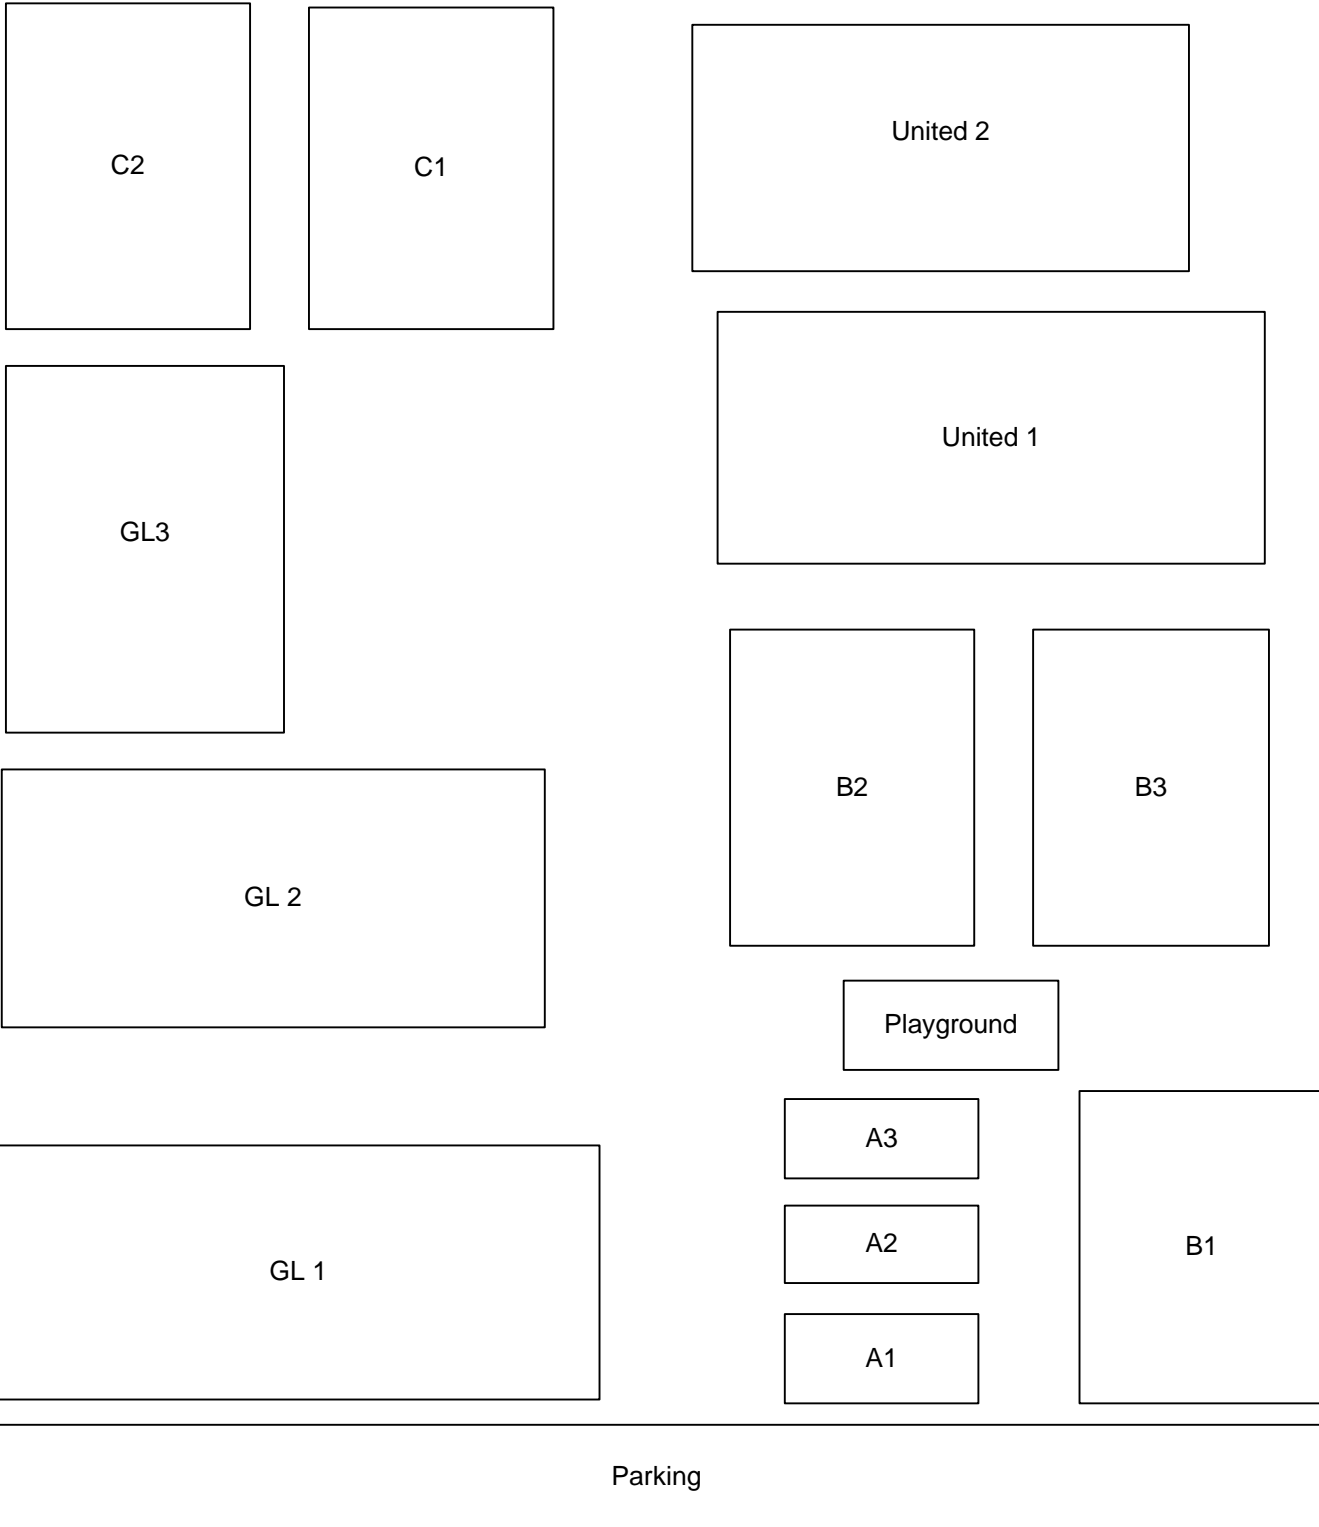 C2
C1
United 2
United 1
GL3
B2
B3
GL 2
Playground
A3
A2
B1
GL 1
A1
Parking